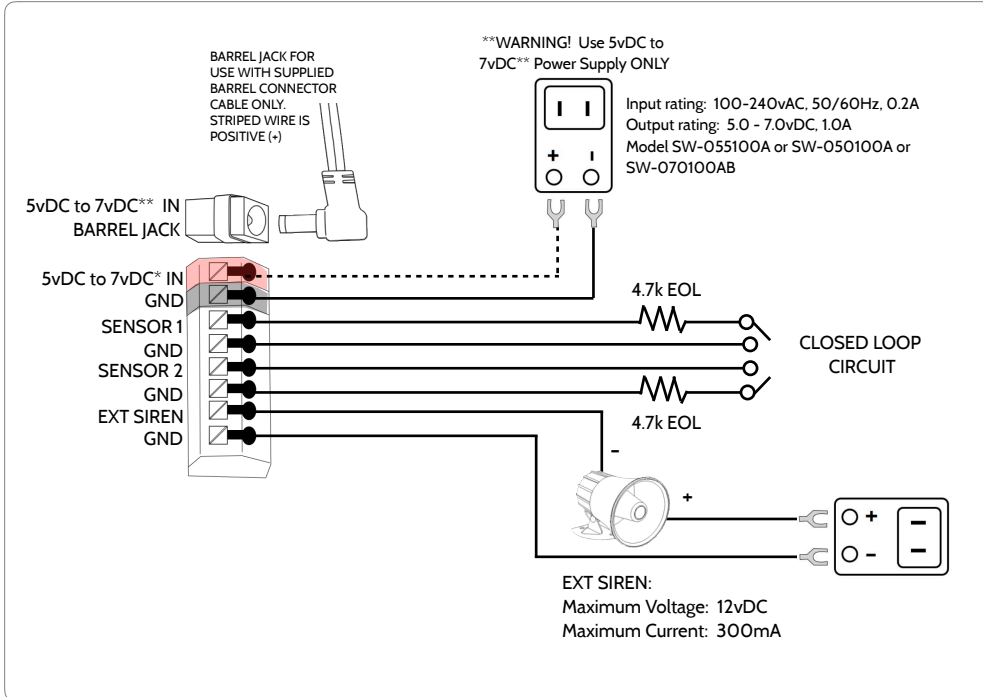 BARREL JACK FOR
USE WITH SUPPLIED
BARREL CONNECTOR
CABLE ONLY.
STRIPED WIRE IS
POSITIVE (+)
**WARNING! Use 5vDC to
7vDC** Power Supply ONLY
+ -
Input rating: 100-240vAC, 50/60Hz, 0.2A
Output rating: 5.0 - 7.0vDC, 1.0A
Model SW-055100A or SW-050100A or
SW-070100AB
5vDC to 7vDC** IN
BARREL JACK
5vDC to 7vDC* IN
GND
SENSOR 1
GND
SENSOR 2
GND
EXT SIREN
GND
4.7k EOL
CLOSED LOOP
CIRCUIT
4.7k EOL
-
+
+
-
EXT SIREN:
Maximum Voltage: 12vDC
Maximum Current: 300mA